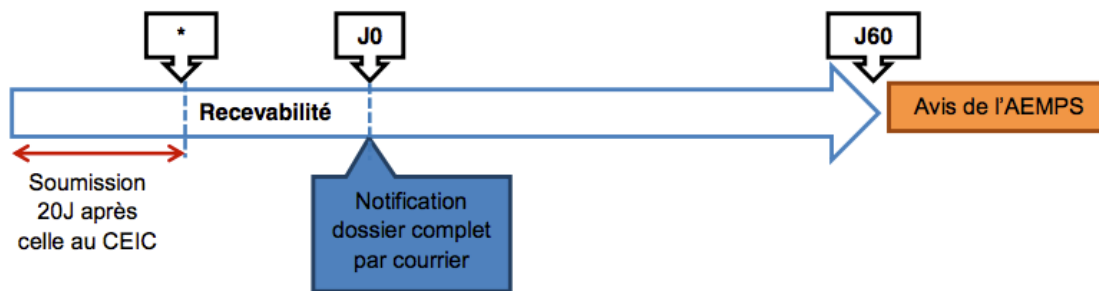 *
J0
J60
Recevabilité
Avis de l'AEMPS
Soumission
20J après
celle au CEIC
Notification
dossier complet
par courrier